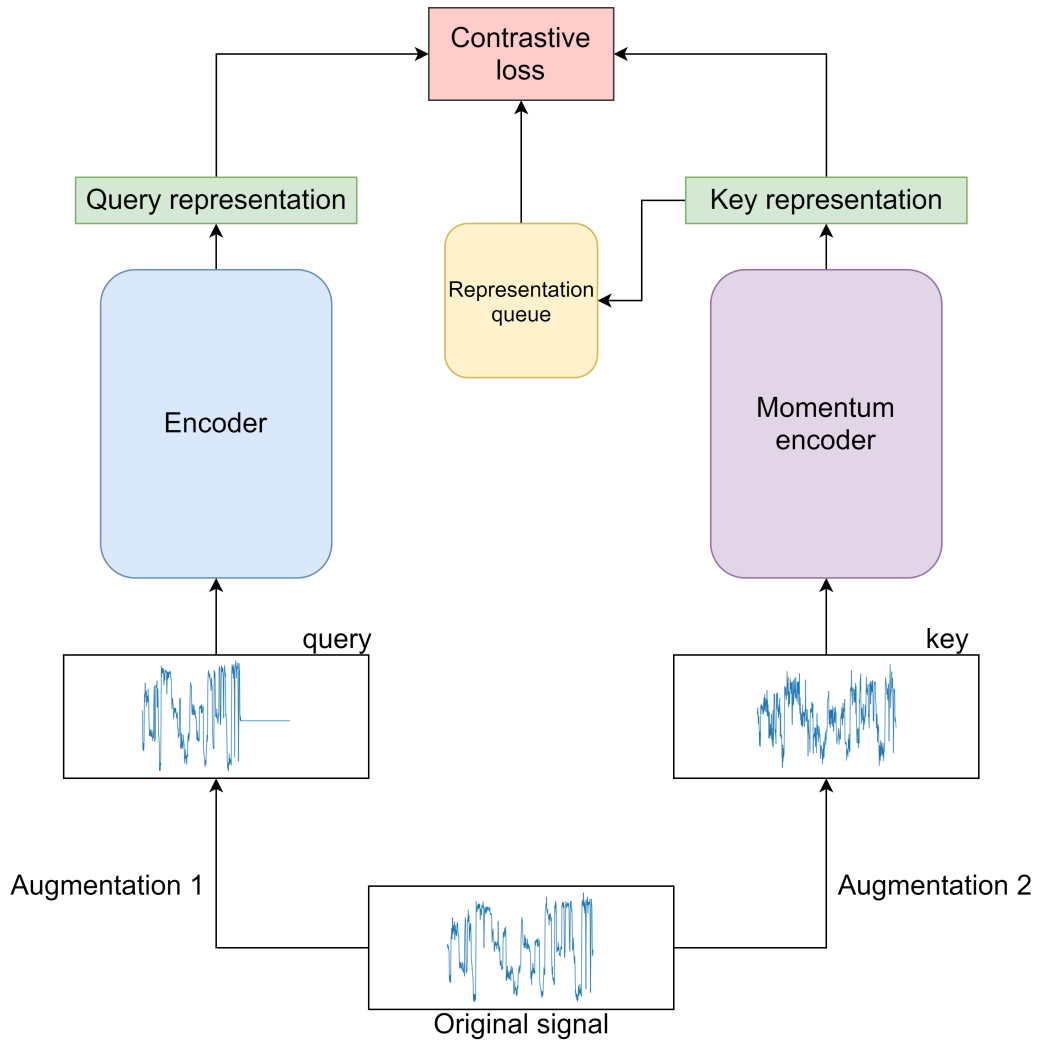 Contrastive
loss
Query representation
Key representation
Representation
queue
Encoder
Momentum
encoder
query
key
Augmentation 1
Augmentation 2
Original signal